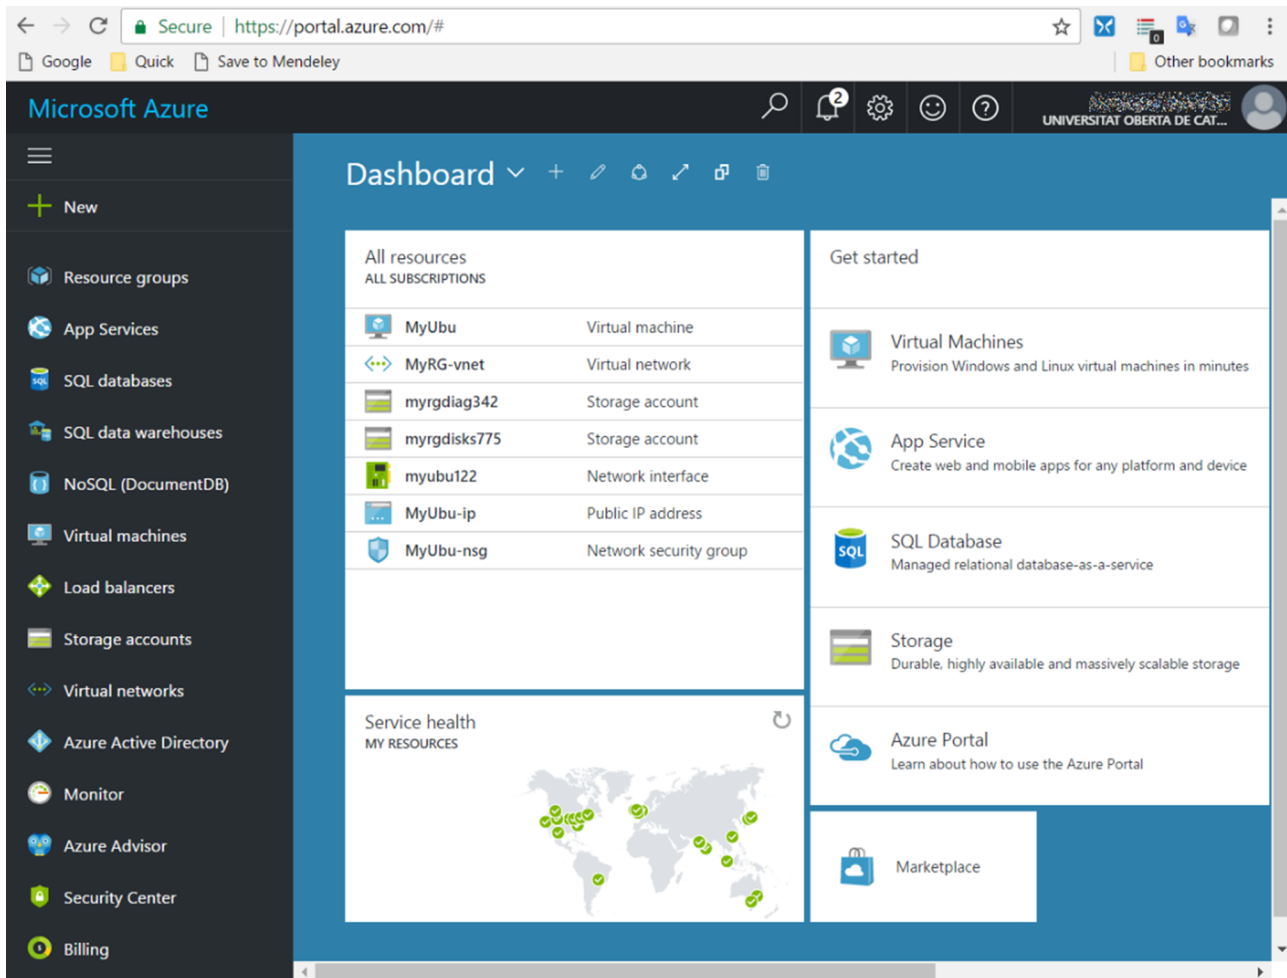 Secure | https://portal.azure.com/#
0
Google Quick Save to Mendeley Other bookmarks
Microsoft Azure
2
UNIVERSITAT OBERTA DE CAT...
Dashboard
New
Resource groups
App Services
SQL databases
SQL data warehouses
NoSQL (DocumentDB)
Virtual machines
Load balancers
Storage accounts
Virtual networks
Azure Active Directory
Monitor
Azure Advisor
Security Center
Billing
All resources
ALL SUBSCRIPTIONS
MyUbu Virtual machine
MyRG-vnet Virtual network
myrgdiag342 Storage account
myrgdisks775 Storage account
myubu122 Network interface
MyUbu-ip Public IP address
MyUbu-nsg Network security group
Service health
MY RESOURCES
Get started
Virtual Machines
Provision Windows and Linux virtual machines in minutes
App Service
Create web and mobile apps for any platform and device
SQL
SQL Database
Managed relational database-as-a-service
Storage
Durable, highly available and massively scalable storage
Azure Portal
Learn about how to use the Azure Portal
Marketplace